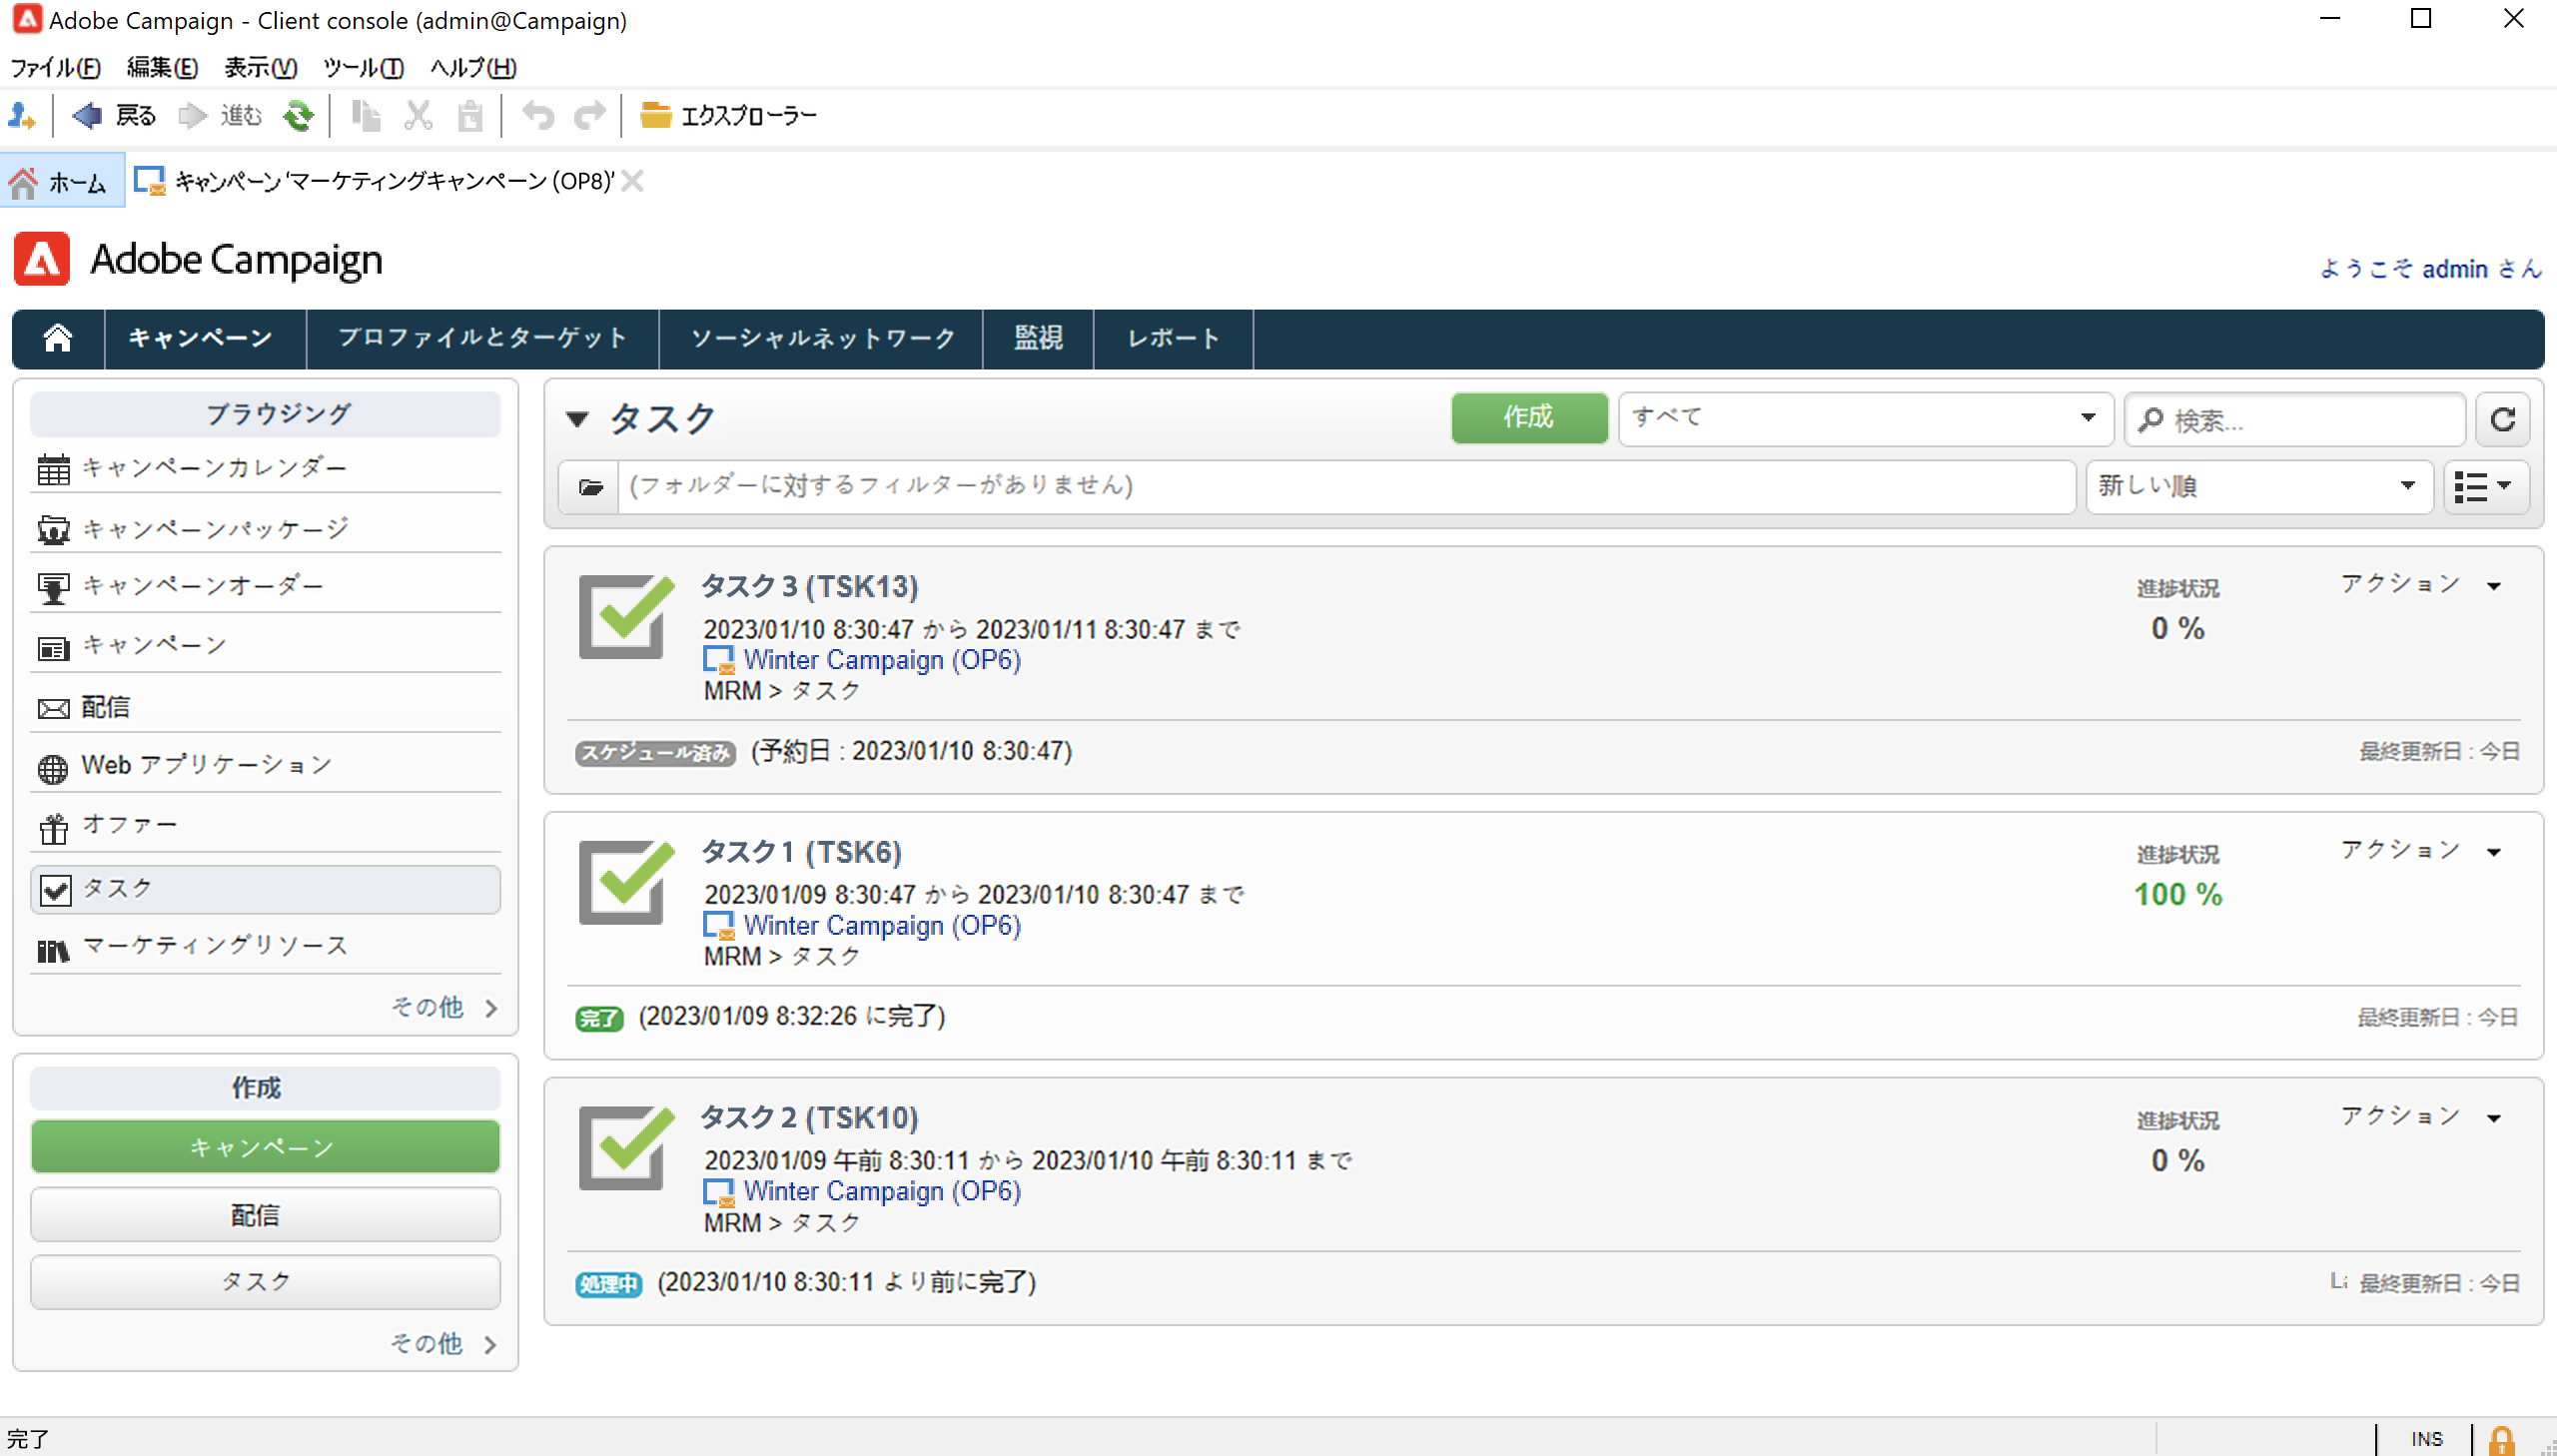 Adobe Campaign - Client console (admin@Campaign)
ファイル(F) 編集(E) 表示(V) ツール(T) ヘルプ(H)
戻る 進む エクスプローラー
ホーム キャンペーン ‘マーケティングキャンペーン (OP8)’
Adobe Campaign
ようこそ admin さん
キャンペーン プロファイルとターゲット ソーシャルネットワーク 監視 レポート
ブラウジング
キャンペーンカレンダー
キャンペーンパッケージ
キャンペーンオーダー
キャンペーン
配信
Web アプリケーション
オファー
タスク
マーケティングリソース
その他
作成
キャンペーン
配信
タスク
その他
タスク 作成 すべて 検索...
(フォルダーに対するフィルターがありません) 新しい順
タスク 3 (TSK13) 進捗状況 アクション
2023/01/10 8:30:47 から 2023/01/11 8:30:47 まで 0 %
Winter Campaign (OP6)
MRM > タスク
スケジュール済み (予約日 : 2023/01/10 8:30:47) 最終更新日 : 今日
タスク 1 (TSK6) 進捗状況 アクション
2023/01/09 8:30:47 から 2023/01/10 8:30:47 まで 100 %
Winter Campaign (OP6)
MRM > タスク
完了 (2023/01/09 8:32:26 に完了) 最終更新日 : 今日
タスク 2 (TSK10) 進捗状況 アクション
2023/01/09 午前 8:30:11 から 2023/01/10 午前 8:30:11 まで 0 %
Winter Campaign (OP6)
MRM > タスク
処理中 (2023/01/10 8:30:11 より前に完了) 最終更新日 : 今日
完了 INS